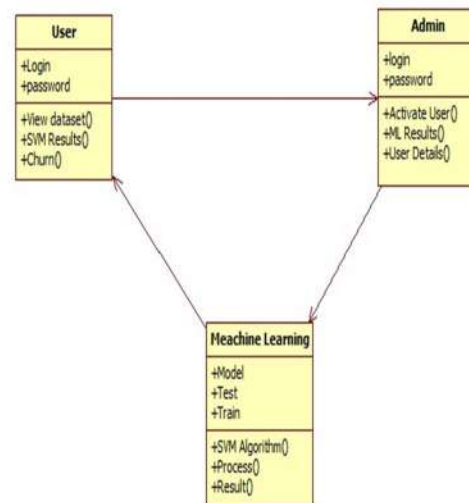 User
+Login
+password
+View dataset()
+SVM Results()
+Churn()
Admin
+login
+password
+Activate User()
+ML Results()
+User Details()
Meachine Learning
+Model
+Test
+Train
+SVM Algorithm()
+Process()
+Result()